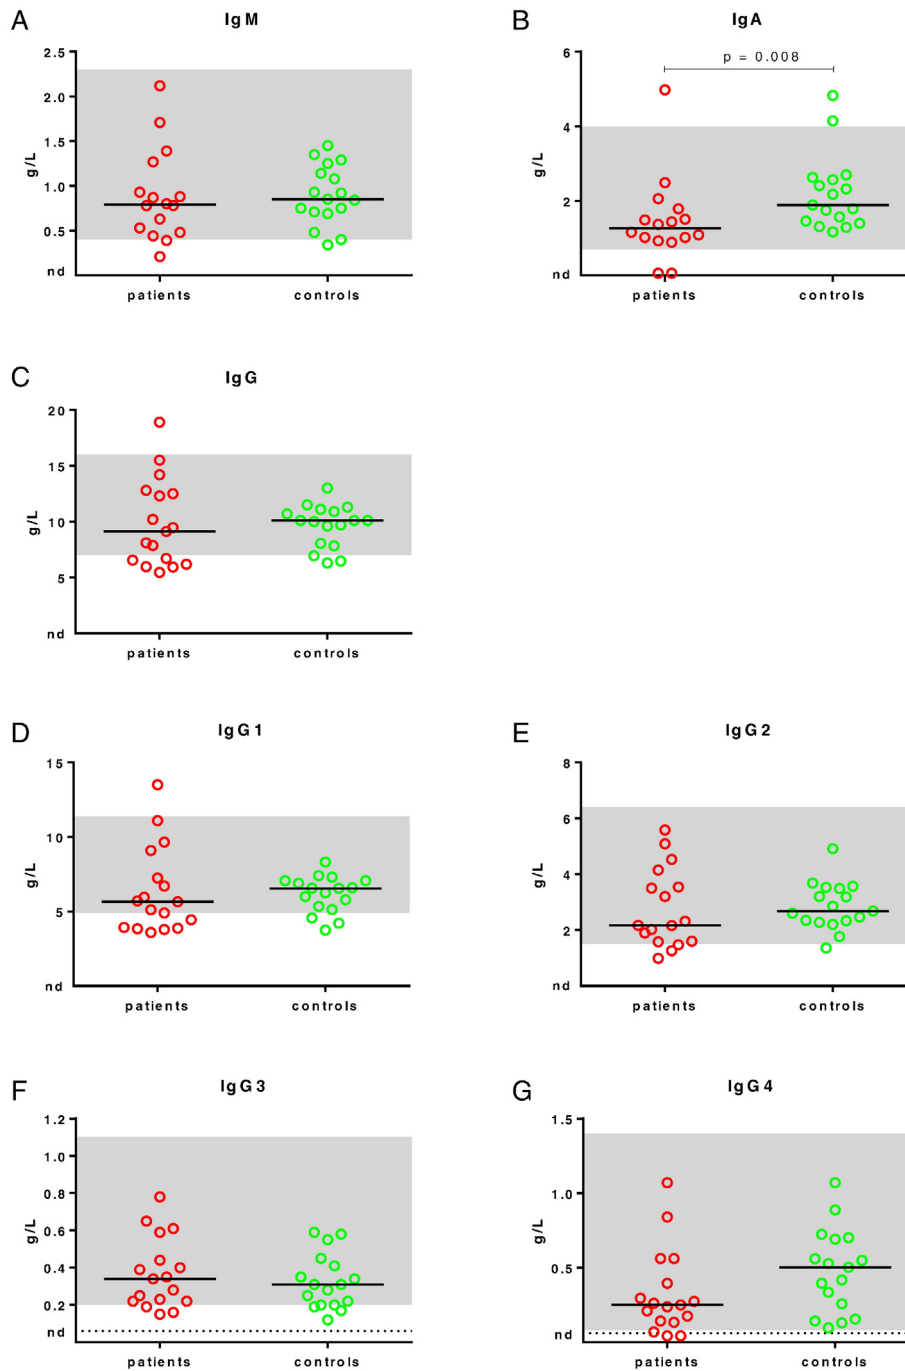 A
IgM
2.5
2.0
1.5
1.0
0.5
nd
g/L
patients
controls
B
IgA
p = 0.008
6
4
2
nd
g/L
patients
controls
C
IgG
20
15
10
5
nd
g/L
patients
controls
D
IgG1
15
10
5
nd
g/L
patients
controls
E
IgG2
8
6
4
2
nd
g/L
patients
controls
F
IgG3
1.2
1.0
0.8
0.6
0.4
0.2
nd
g/L
patients
controls
G
IgG4
1.5
1.0
0.5
nd
g/L
patients
controls